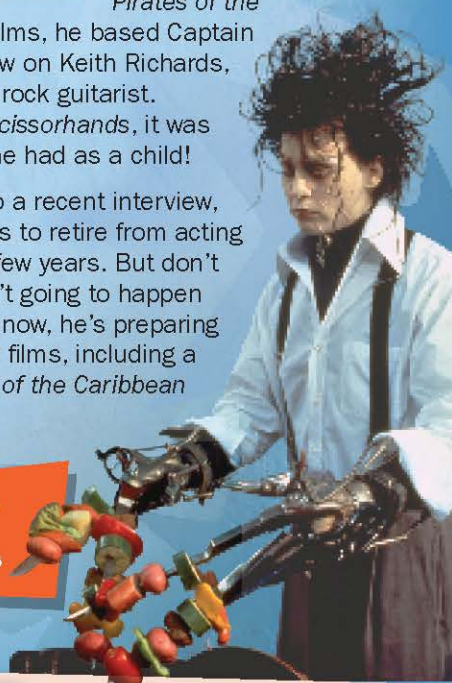 Pirates of the
lms, he based Captain
w on Keith Richards,
rock guitarist.
cissorhands, it was
he had as a child!
o a recent interview,
s to retire from acting
few years. But don't
't going to happen
now, he's preparing
films, including a
of the Caribbean